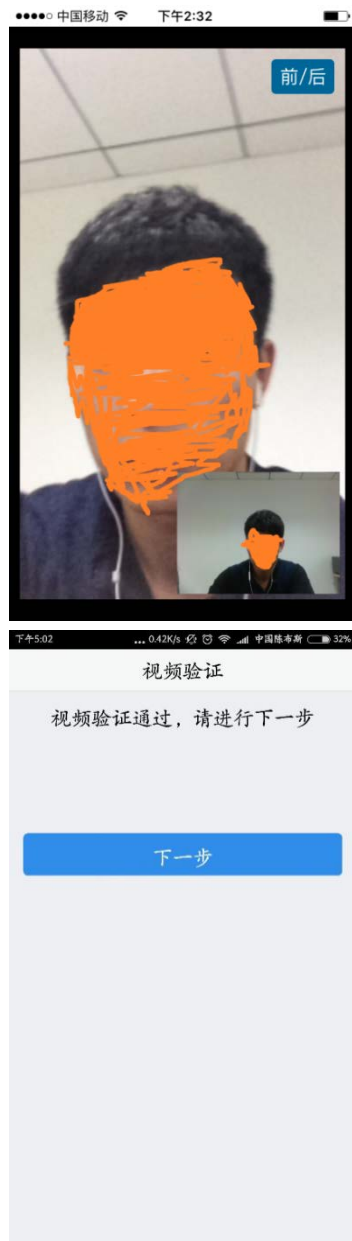 中国移动 下午2:32
前/后
下午5:02 ... 0.42K/s 中国陈布斯 32%
视频验证
视频验证通过，请进行下一步
下一步